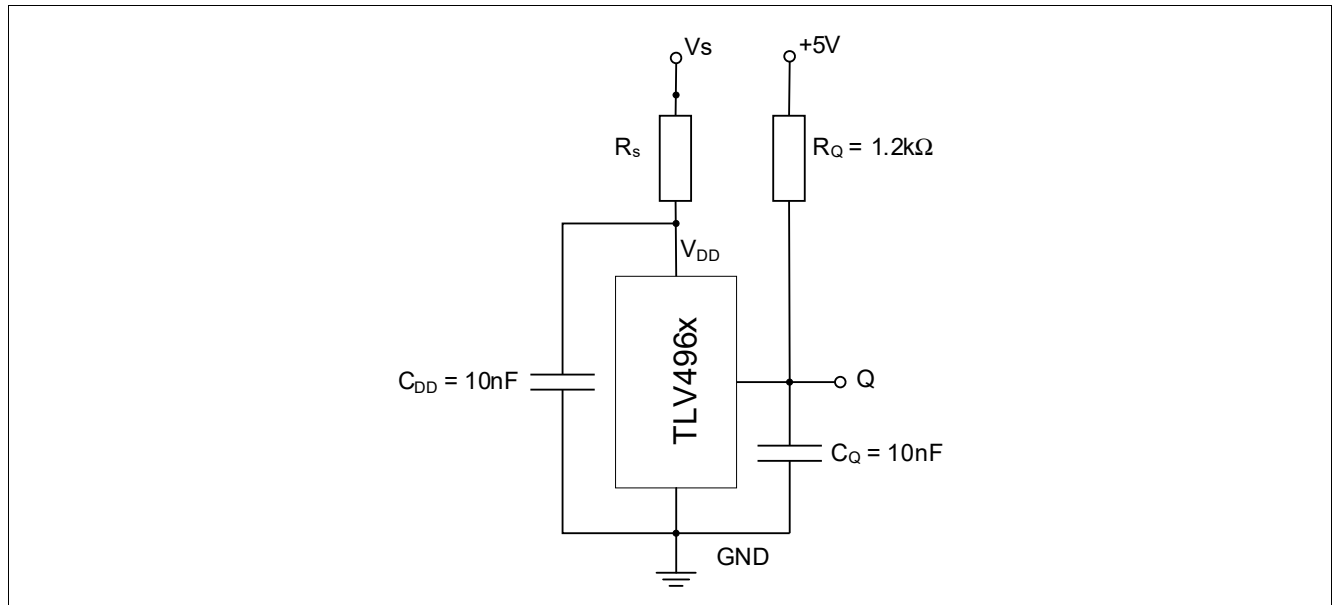 Vs
+5V
Rs
RQ = 1.2kΩ
VDD
TLV496x
CDD = 10nF
Q
CQ = 10nF
GND